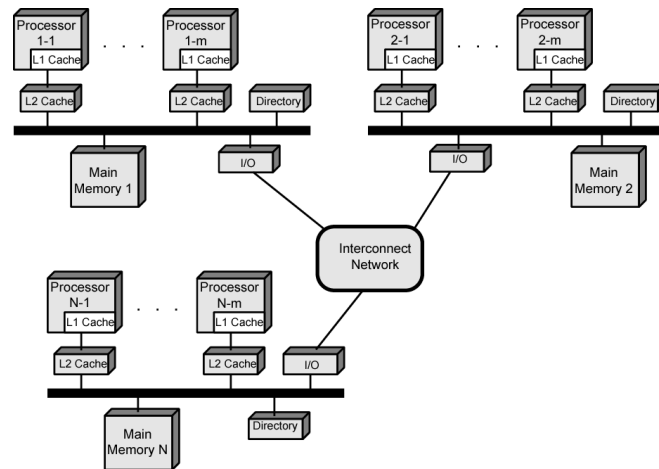 Processor
1-1
L1 Cache
. . .
Processor
1-m
L1 Cache
L2 Cache
L2 Cache
Directory
Main
Memory 1
I/O
Processor
2-1
L1 Cache
. . .
Processor
2-m
L1 Cache
L2 Cache
L2 Cache
Directory
I/O
Main
Memory 2
Interconnect
Network
Processor
N-1
L1 Cache
. . .
Processor
N-m
L1 Cache
L2 Cache
L2 Cache
I/O
Main
Memory N
Directory